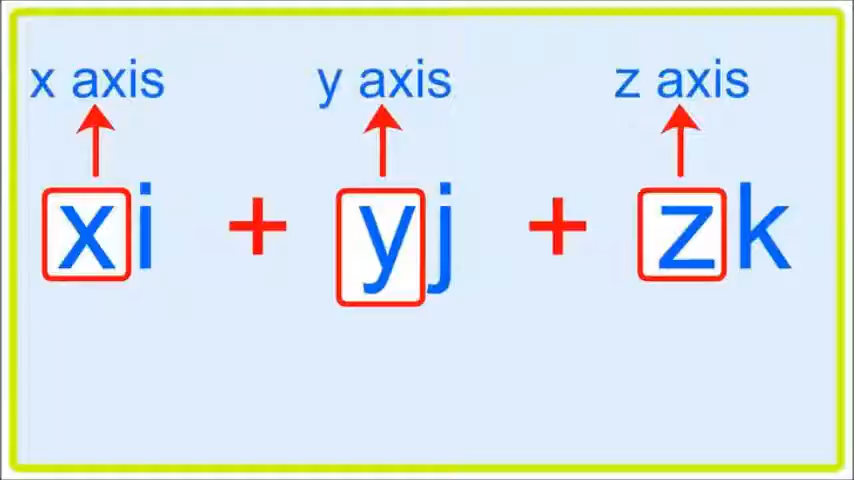 x axis y axis z axis
xi + yj + zk